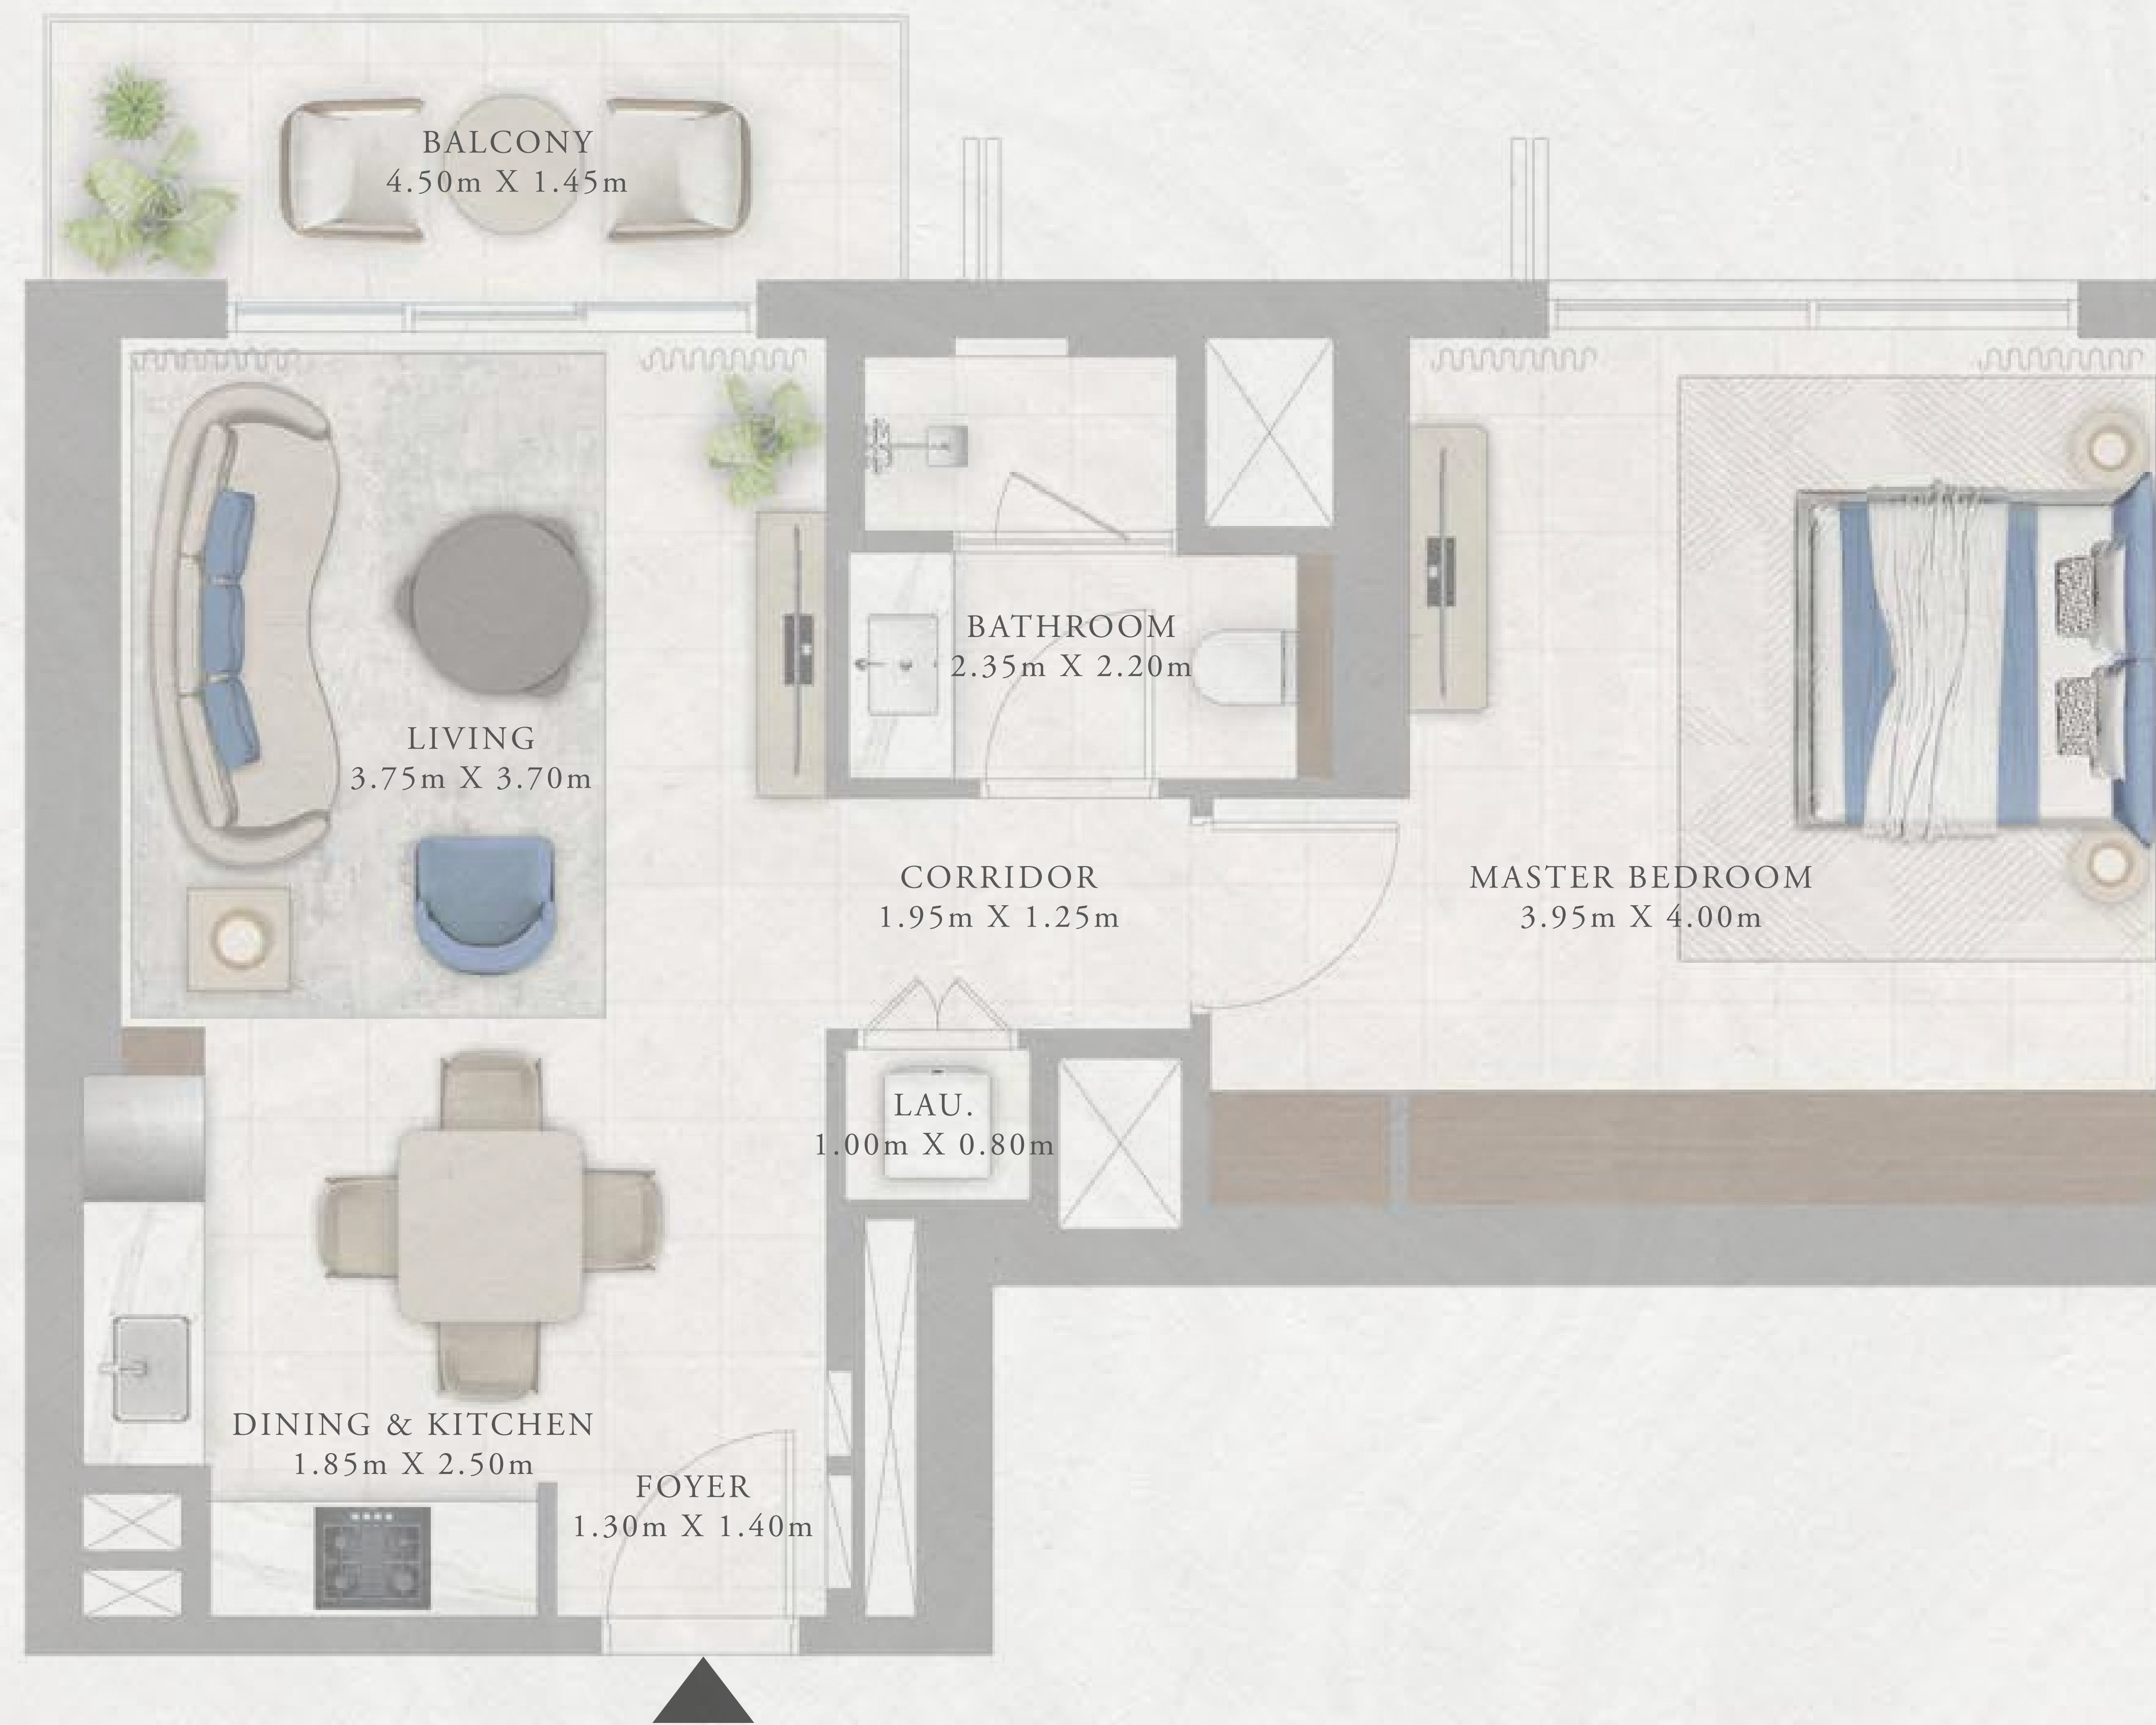 BALCONY
4.50m X 1.45m
BATHROOM
2.35m X 2.20m
LIVING
3.75m X 3.70m
CORRIDOR
1.95m X 1.25m
MASTER BEDROOM
3.95m X 4.00m
LAU.
1.00m X 0.80m
DINING & KITCHEN
1.85m X 2.50m
FOYER
1.30m X 1.40m